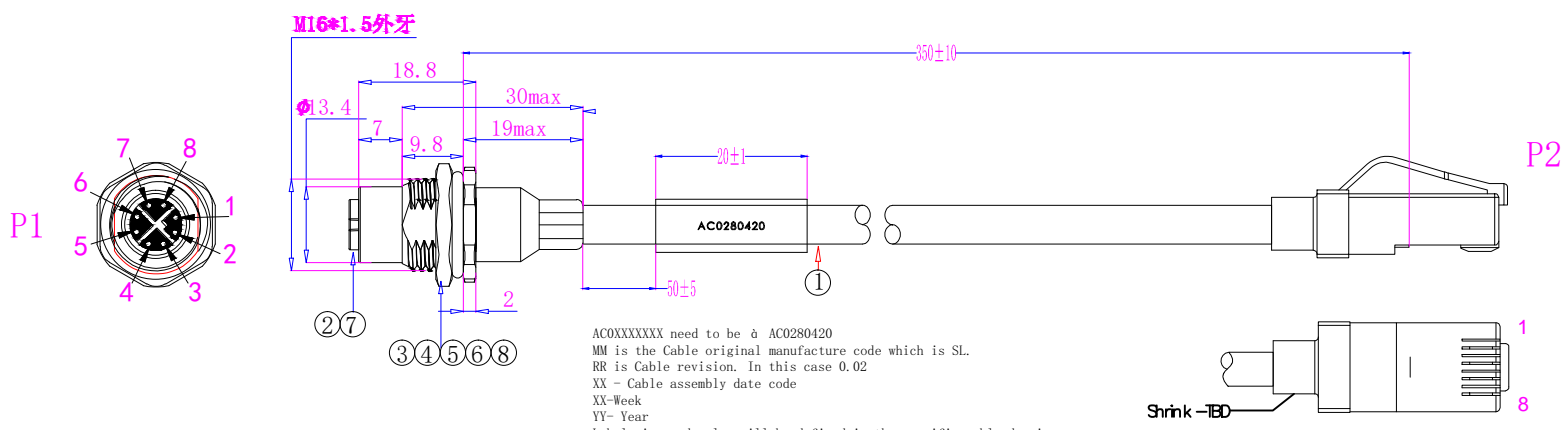 M16*1.5外牙
350±10
18.8
30max
ϕ13.4
7
19max
9.8
20±1
P2
7 8
6
1
P1
5
2
4 3
AC0280420
①
50±5
2
②⑦
③④⑤⑥⑧
AC0XXXXXXX need to be à AC0280420
MM is the Cable original manufacture code which is SL.
RR is Cable revision. In this case 0.02
XX - Cable assembly date code
XX-Week
YY- Year
1
8
Shrink-TBD